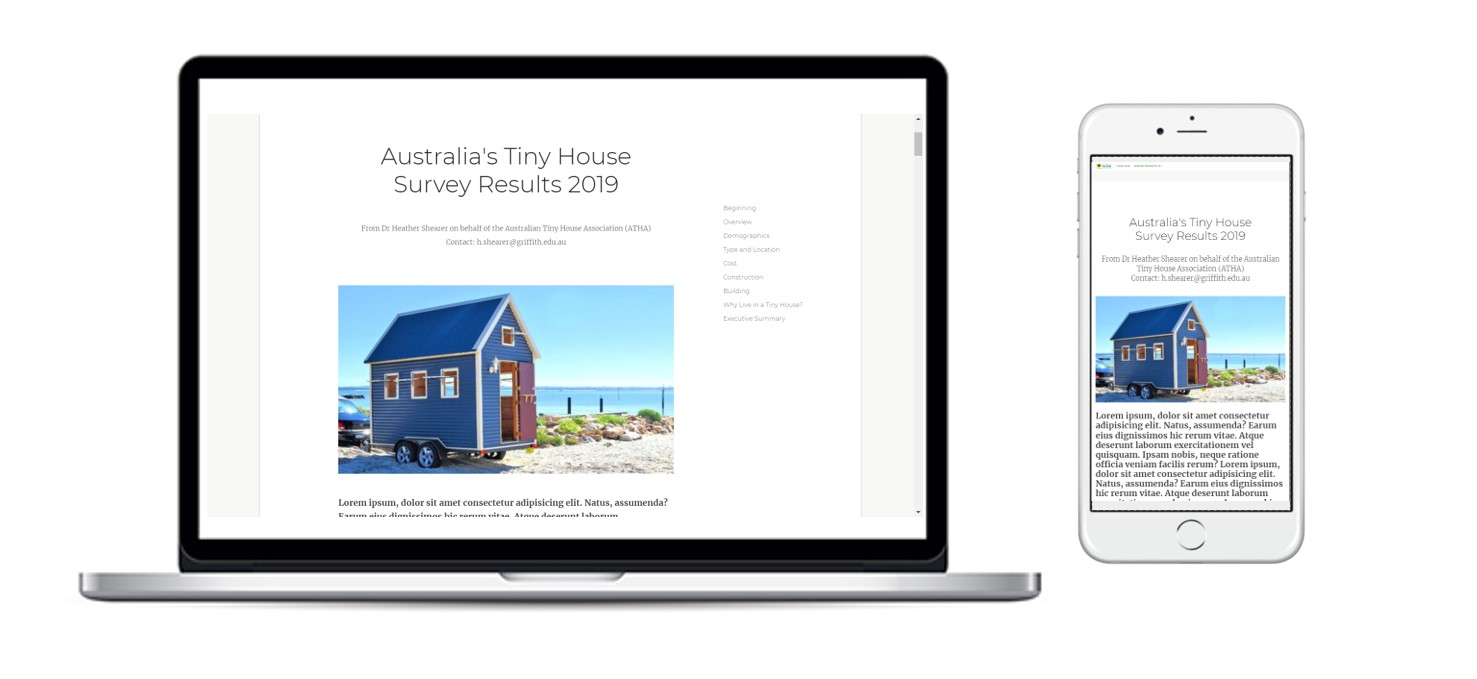 Australia's Tiny House
Survey Results 2019
From Dr Heather Shearer on behalf of the Australian Tiny House Association (ATHA)
Contact: h.shearer@griffith.edu.au
Lorem ipsum, dolor sit amet consectetur adipisicing elit. Natus, assumenda?
Earum eius dignissimos hic rerum vitae. Atque deserunt laborum
Beginning
Overview
Demographics
Type and Location
Cost
Construction
Building
Why Live in a Tiny House?
Executive Summary
Australia's Tiny House
Survey Results 2019
From Dr Heather Shearer on behalf of the Australian
Tiny House Association (ATHA)
Contact: h.shearer@griffith.edu.au
Lorem ipsum, dolor sit amet consectetur
adipisicing elit. Natus, assumenda? Earum
eius dignissimos hic rerum vitae. Atque
deserunt laborum exercitationem vel
quisquam. Ipsam nobis, neque ratione
officia veniam facilis rerum? Lorem ipsum,
dolor sit amet consectetur adipisicing elit.
Natus, assumenda? Earum eius dignissimos
hic rerum vitae. Atque deserunt laborum